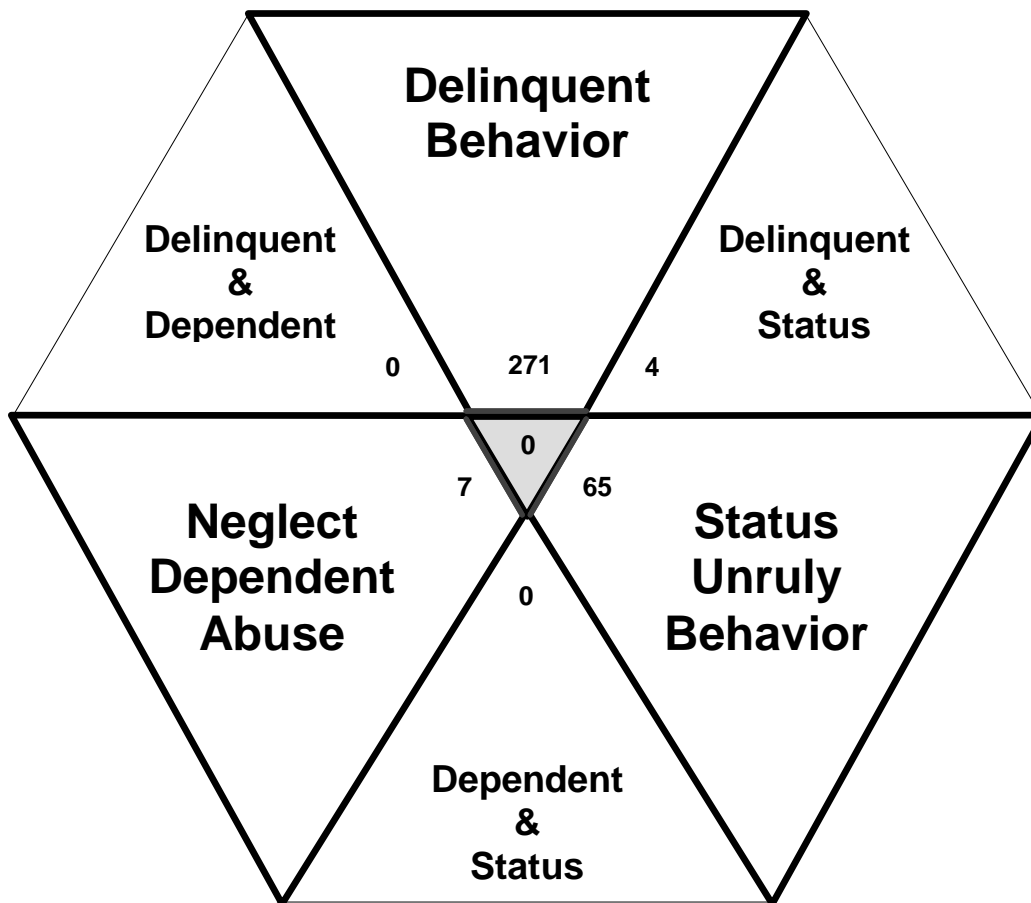 Delinquent
Behavior
Delinquent
&
Dependent
Delinquent
&
Status
0
271
4
0
7
65
Neglect
Dependent
Abuse
Status
Unruly
Behavior
0
Dependent
&
Status